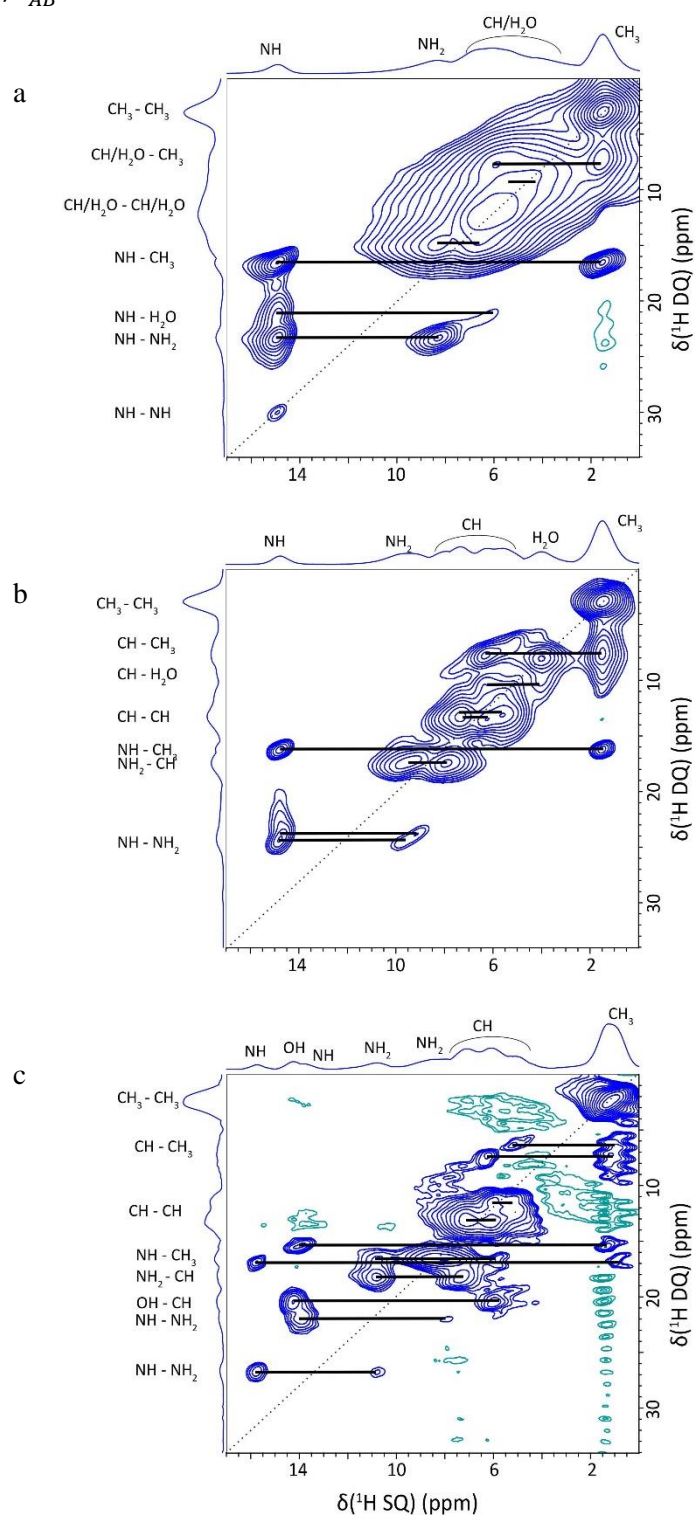 AB
CH/H₂O
NH
NH₂
CH₃
a
CH₃ - CH₃
CH/H₂O - CH₃
CH/H₂O - CH/H₂O
NH - CH₃
NH - H₂O
NH - NH₂
NH - NH
10
20
30
δ(¹H DQ) (ppm)
14 10 6 2
NH
NH₂
CH
H₂O
CH₃
b
CH₃ - CH₃
CH - CH₃
CH - H₂O
CH - CH
NH - CH₃
NH₂ - CH
NH - NH₂
10
20
30
δ(¹H DQ) (ppm)
14 10 6 2
NH
OH
NH
NH₂
NH₂
CH
CH₃
c
CH₃ - CH₃
CH - CH₃
CH - CH
NH - CH₃
NH₂ - CH
OH - CH
NH - NH₂
NH - NH₂
10
20
30
δ(¹H DQ) (ppm)
14 10 6 2
δ(¹H SQ) (ppm)